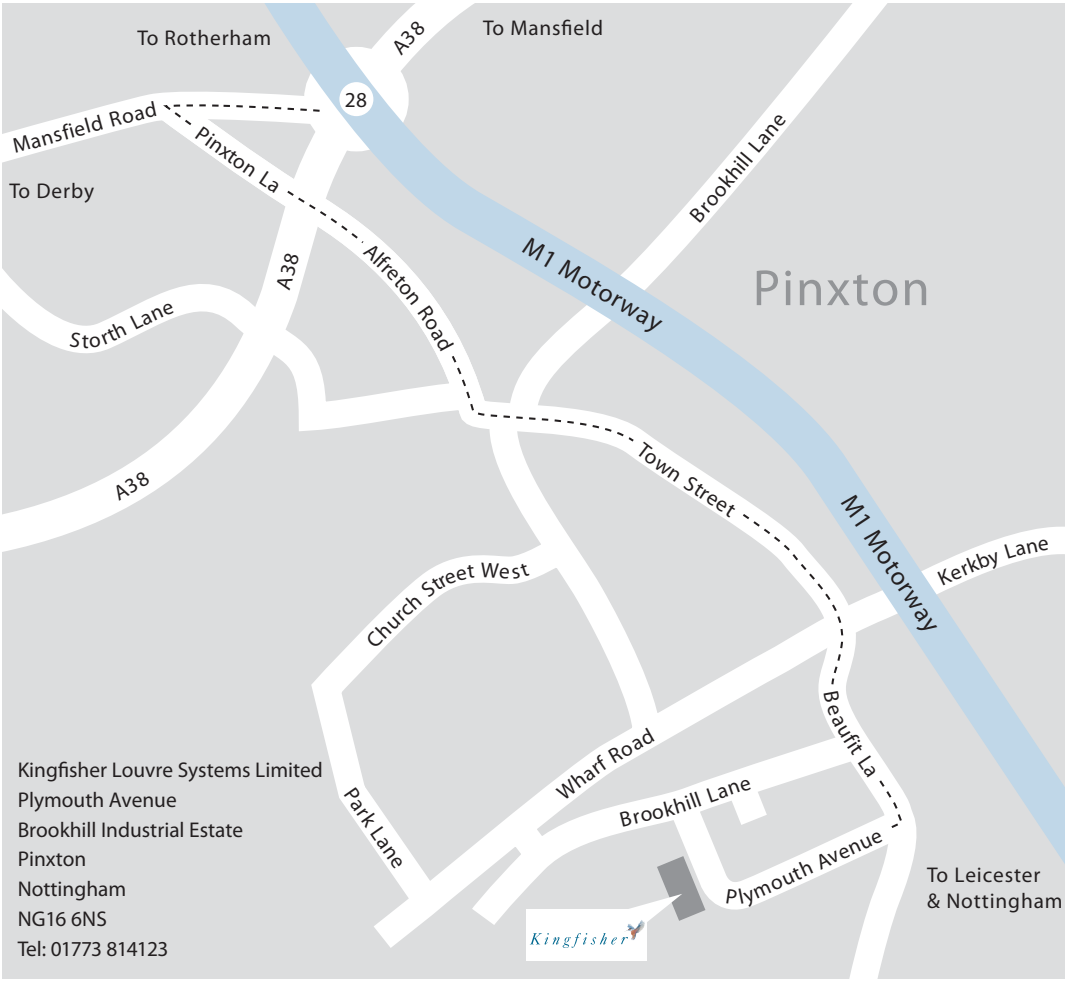 To Rotherham
A38
To Mansfield
28
Mansfield Road
Pinxton La
Brookhill Lane
To Derby
A38
Alfreton Road
M1 Motorway
Pinxton
Storth Lane
A38
Town Street
M1 Motorway
Kerkby Lane
Church Street West
Beaufit La
Wharf Road
Brookhill Lane
Park Lane
Plymouth Avenue
To Leicester
& Nottingham
Kingfisher
Kingfisher Louvre Systems Limited
Plymouth Avenue
Brookhill Industrial Estate
Pinxton
Nottingham
NG16 6NS
Tel: 01773 814123